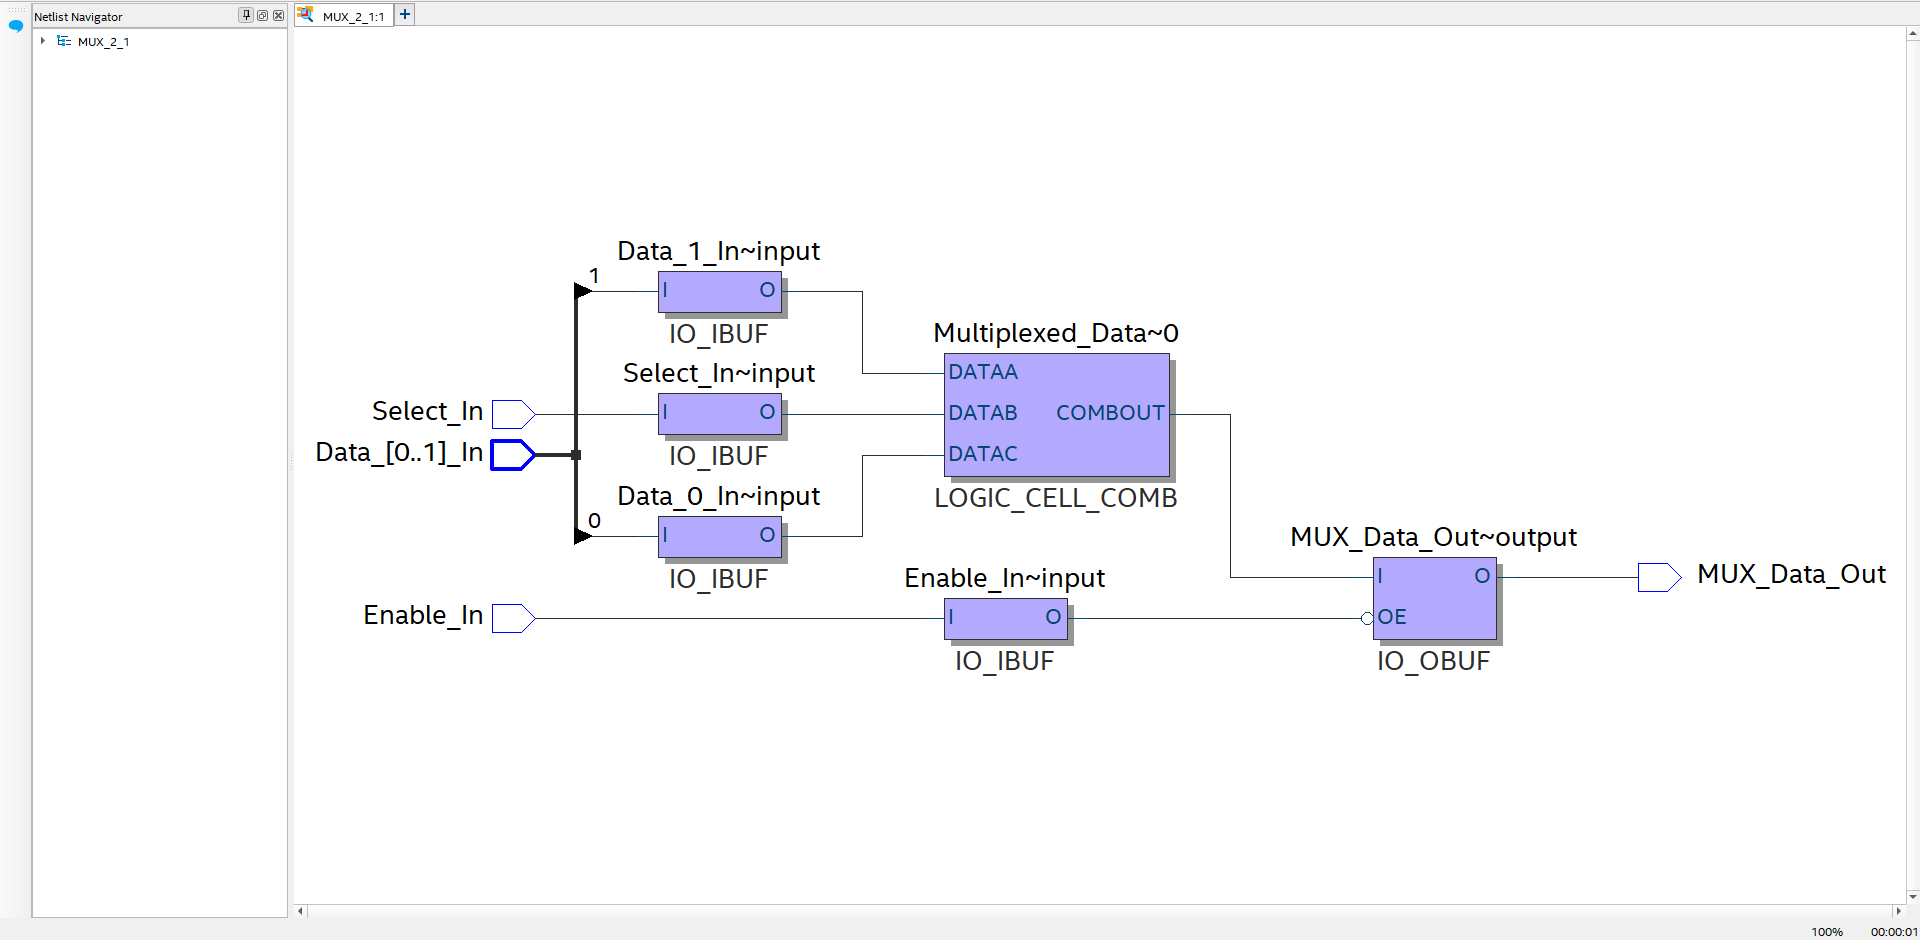 Netlist Navigator
MUX_2_1:1
+
MUX_2_1
Data_1_In~input
1
I O
IO_IBUF
Multiplexed_Data~0
DATAA
Select_In~input
Select_In
I O
DATAB COMBOUT
Data_[0..1]_In
IO_IBUF
DATAC
Data_0_In~input
LOGIC_CELL_COMB
0
I O
MUX_Data_Out~output
IO_IBUF
Enable_In~input
I O
MUX_Data_Out
Enable_In
I O
OE
IO_IBUF
IO_OBUF
100% 00:00:01